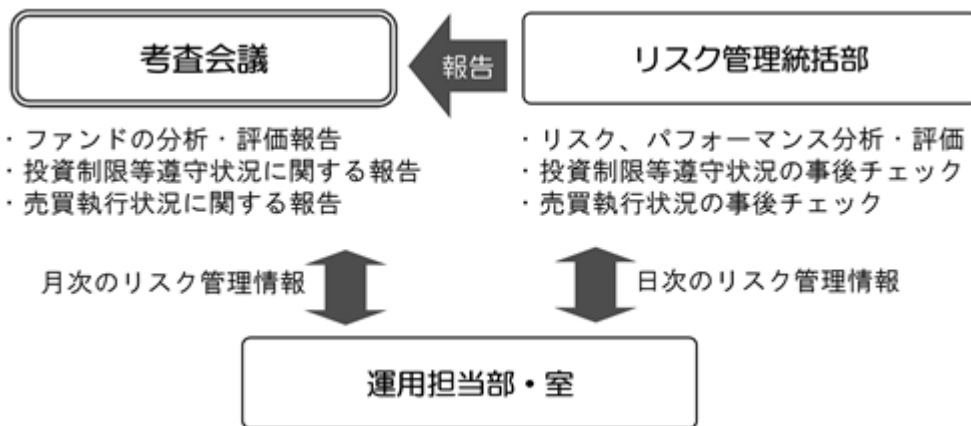 考査会議
報告
リスク管理統括部
・ファンドの分析・評価報告
・投資制限等遵守状況に関する報告
・売買執行状況に関する報告
・リスク、パフォーマンス分析・評価
・投資制限等遵守状況の事後チェック
・売買執行状況の事後チェック
月次のリスク管理情報
日次のリスク管理情報
運用担当部・室